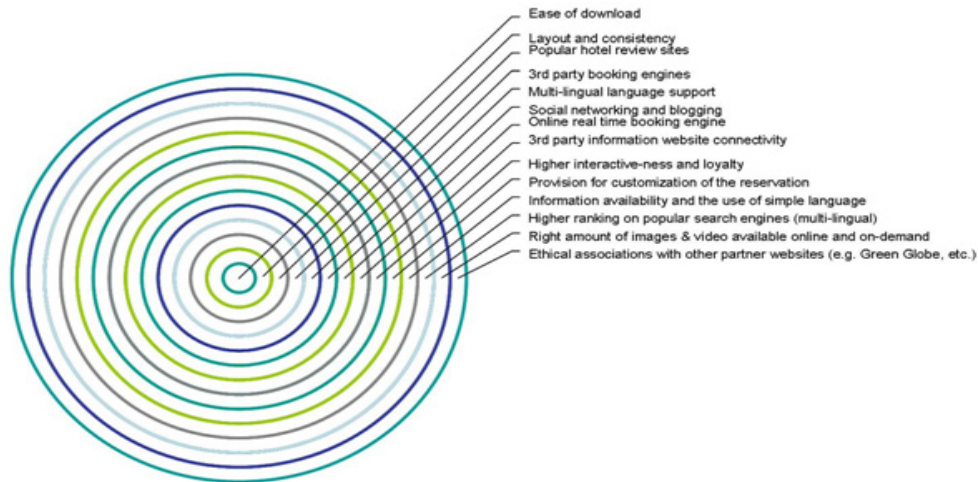 Ease of download
Layout and consistency
Popular hotel review sites
3rd party booking engines
Multi-lingual language support
Social networking and blogging
Online real time booking engine
3rd party information website connectivity
Higher interactive-ness and loyalty
Provision for customization of the reservation
Information availability and the use of simple language
Higher ranking on popular search engines (multi-lingual)
Right amount of images & video available online and on-demand
Ethical associations with other partner websites (e.g. Green Globe, etc.)